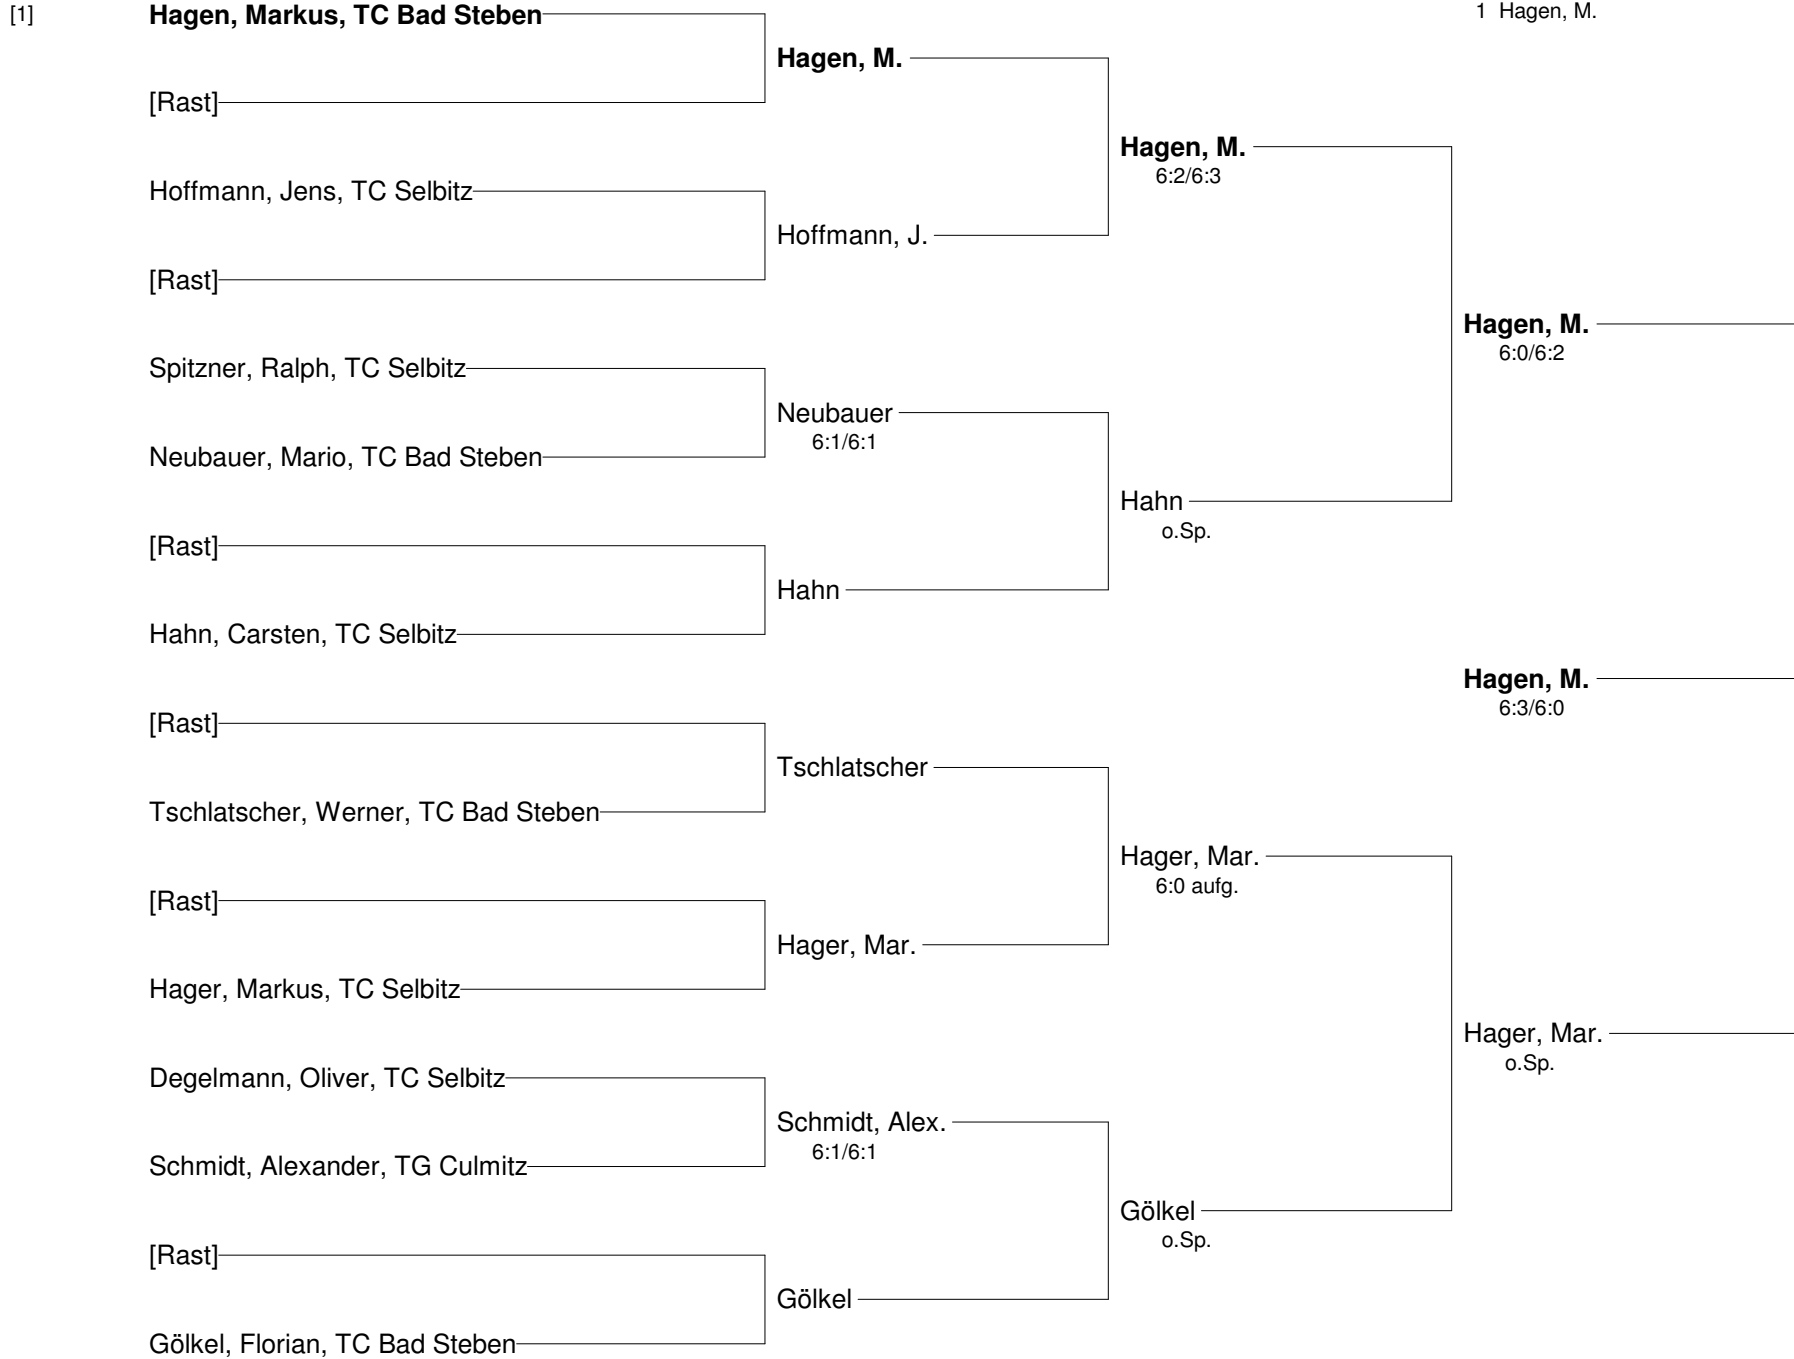 [1]
Hagen, Markus, TC Bad Steben
1 Hagen, M.
Hagen, M.
[Rast]
Hagen, M.
6:2/6:3
Hoffmann, Jens, TC Selbitz
Hoffmann, J.
[Rast]
Hagen, M.
6:0/6:2
Spitzner, Ralph, TC Selbitz
Neubauer
6:1/6:1
Neubauer, Mario, TC Bad Steben
Hahn
o.Sp.
[Rast]
Hahn
Hahn, Carsten, TC Selbitz
Hagen, M.
6:3/6:0
[Rast]
Tschlatscher
Tschlatscher, Werner, TC Bad Steben
Hager, Mar.
6:0 aufg.
[Rast]
Hager, Mar.
Hager, Markus, TC Selbitz
Hager, Mar.
o.Sp.
Degelmann, Oliver, TC Selbitz
Schmidt, Alex.
6:1/6:1
Schmidt, Alexander, TG Culmitz
Gölkel
o.Sp.
[Rast]
Gölkel
Gölkel, Florian, TC Bad Steben